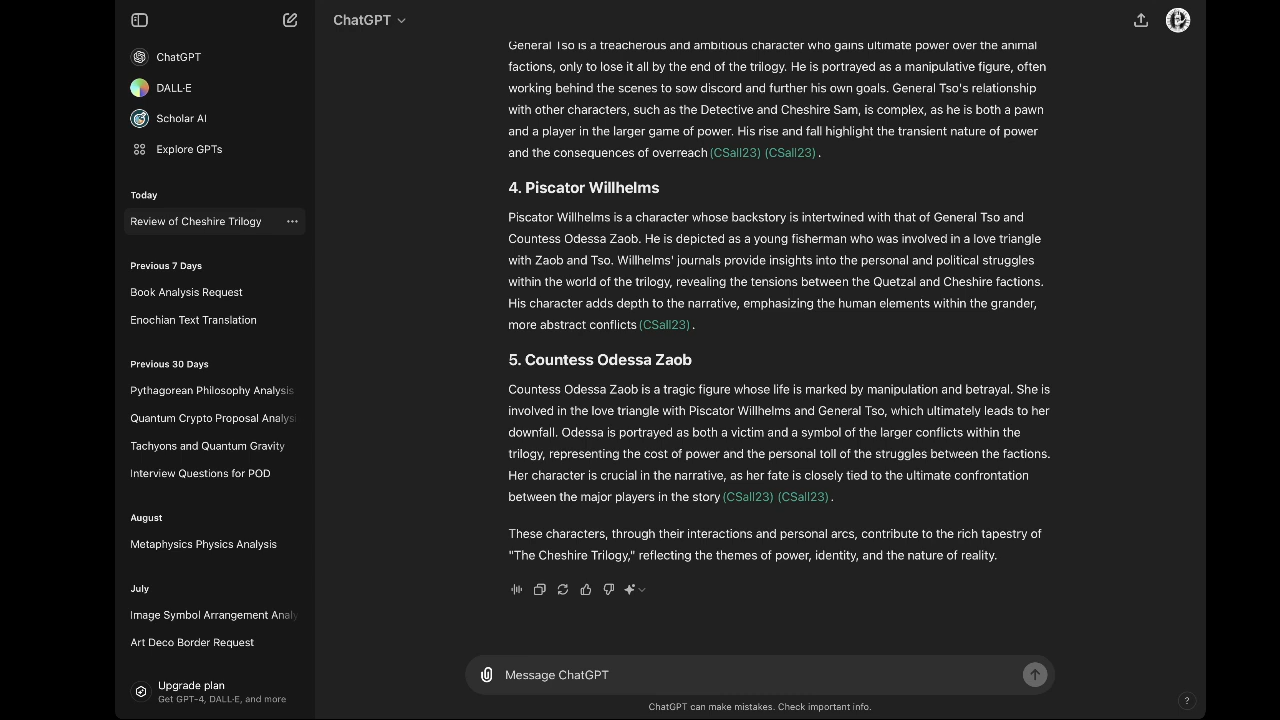 ChatGPT
DALL·E
Scholar AI
Explore GPTs
Today
Review of Cheshire Trilogy
Previous 7 Days
Book Analysis Request
Enochian Text Translation
Previous 30 Days
Pythagorean Philosophy Analysis
Quantum Crypto Proposal Analysi
Tachyons and Quantum Gravity
Interview Questions for POD
August
Metaphysics Physics Analysis
July
Image Symbol Arrangement Analy
Art Deco Border Request
Upgrade plan
Get GPT-4, DALL·E, and more
ChatGPT
General Tso is a treacherous and ambitious character who gains ultimate power over the animal
factions, only to lose it all by the end of the trilogy. He is portrayed as a manipulative figure, often
working behind the scenes to sow discord and further his own goals. General Tso's relationship
with other characters, such as the Detective and Cheshire Sam, is complex, as he is both a pawn
and a player in the larger game of power. His rise and fall highlight the transient nature of power
and the consequences of overreach (CSall23) (CSall23) .
4. Piscator Willhelms
Piscator Willhelms is a character whose backstory is intertwined with that of General Tso and
Countess Odessa Zaob. He is depicted as a young fisherman who was involved in a love triangle
with Zaob and Tso. Willhelms' journals provide insights into the personal and political struggles
within the world of the trilogy, revealing the tensions between the Quetzal and Cheshire factions.
His character adds depth to the narrative, emphasizing the human elements within the grander,
more abstract conflicts (CSall23) .
5. Countess Odessa Zaob
Countess Odessa Zaob is a tragic figure whose life is marked by manipulation and betrayal. She is
involved in the love triangle with Piscator Willhelms and General Tso, which ultimately leads to her
downfall. Odessa is portrayed as both a victim and a symbol of the larger conflicts within the
trilogy, representing the cost of power and the personal toll of the struggles between the factions.
Her character is crucial in the narrative, as her fate is closely tied to the ultimate confrontation
between the major players in the story (CSall23) (CSall23) .
These characters, through their interactions and personal arcs, contribute to the rich tapestry of
"The Cheshire Trilogy," reflecting the themes of power, identity, and the nature of reality.
Message ChatGPT
ChatGPT can make mistakes. Check important info.
?